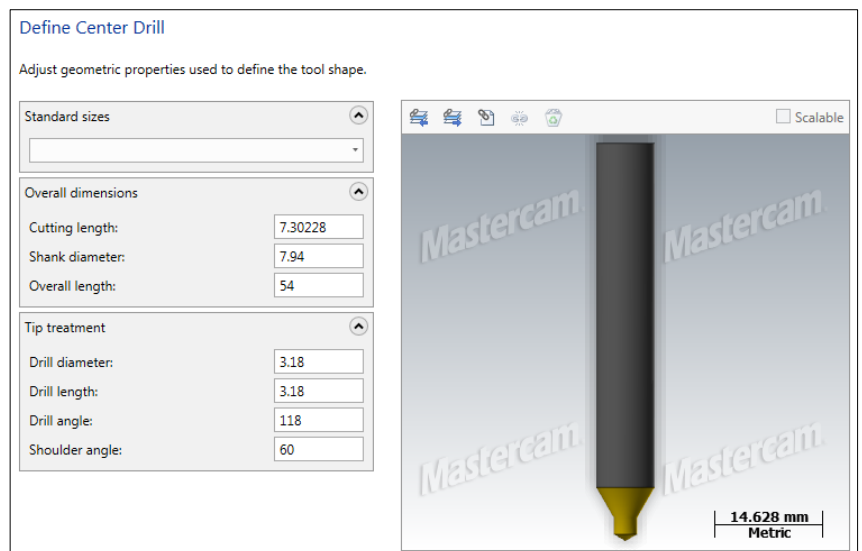 Define Center Drill
Adjust geometric properties used to define the tool shape.
Standard sizes
Overall dimensions
Cutting length: 7.30228
Shank diameter: 7.94
Overall length: 54
Tip treatment
Drill diameter: 3.18
Drill length: 3.18
Drill angle: 118
Shoulder angle: 60
Scalable
Mastercam
Mastercam
Mastercam
Mastercam
14.628 mm
Metric